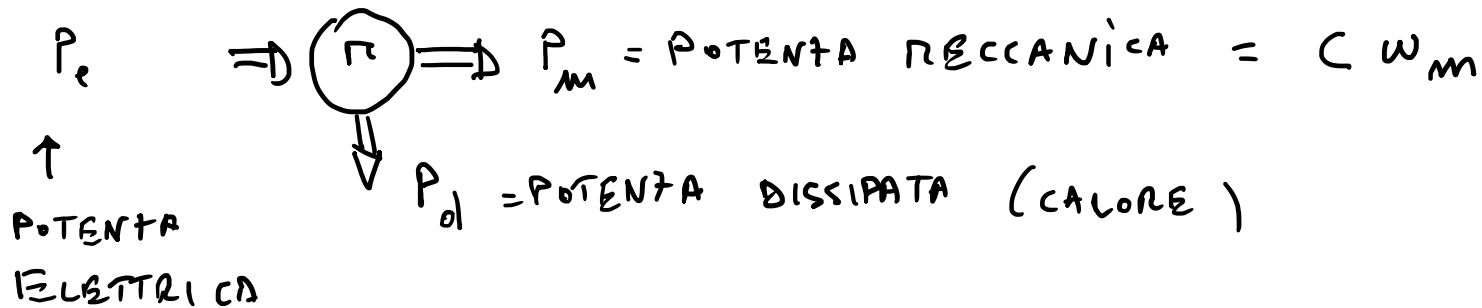 Pe ⇒ M ⇒ Pm = POTENZA MECCANICA = C ωm
↑
Pd = POTENZA DISSIPATA (CALORE)
POTENZA
ELETTRICA